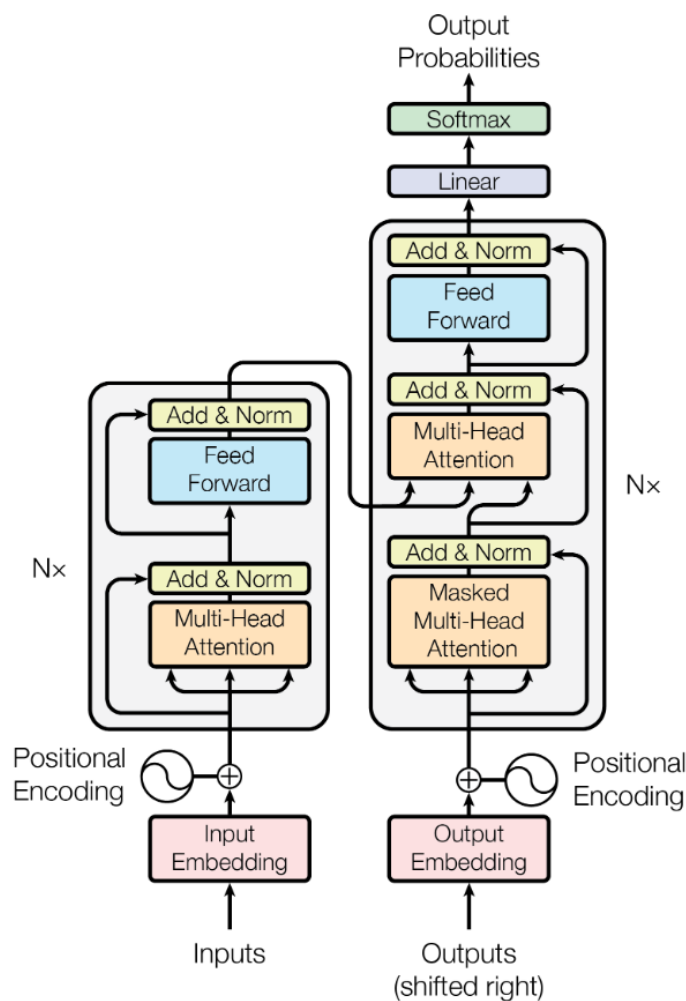 Output
Probabilities
Softmax
Linear
Add & Norm
Feed
Forward
Add & Norm
Multi-Head
Attention
Nx
Add & Norm
Masked
Multi-Head
Attention
Add & Norm
Feed
Forward
Nx
Add & Norm
Multi-Head
Attention
Positional
Encoding
Positional
Encoding
Input
Embedding
Output
Embedding
Inputs
Outputs
(shifted right)